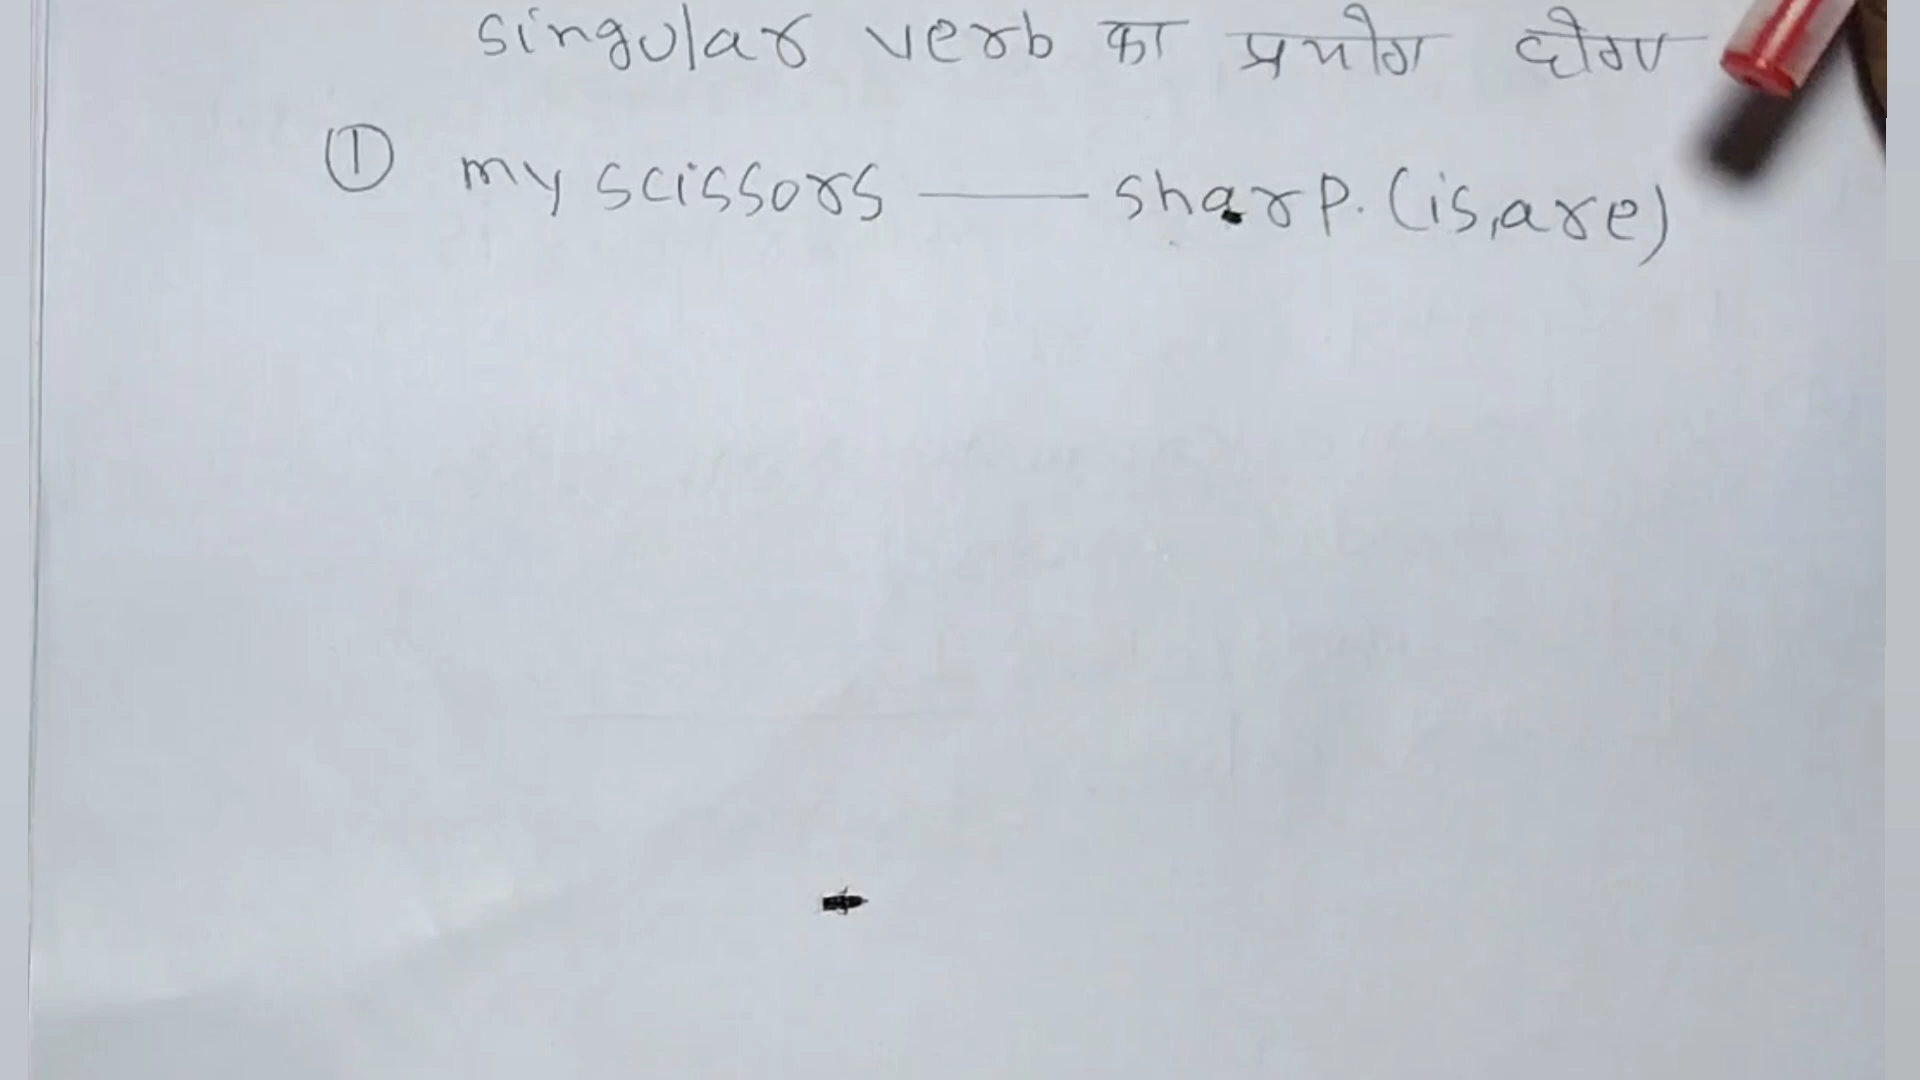 singular verb का प्रयोग होगा
① my scissors —— sharp. (is, are)